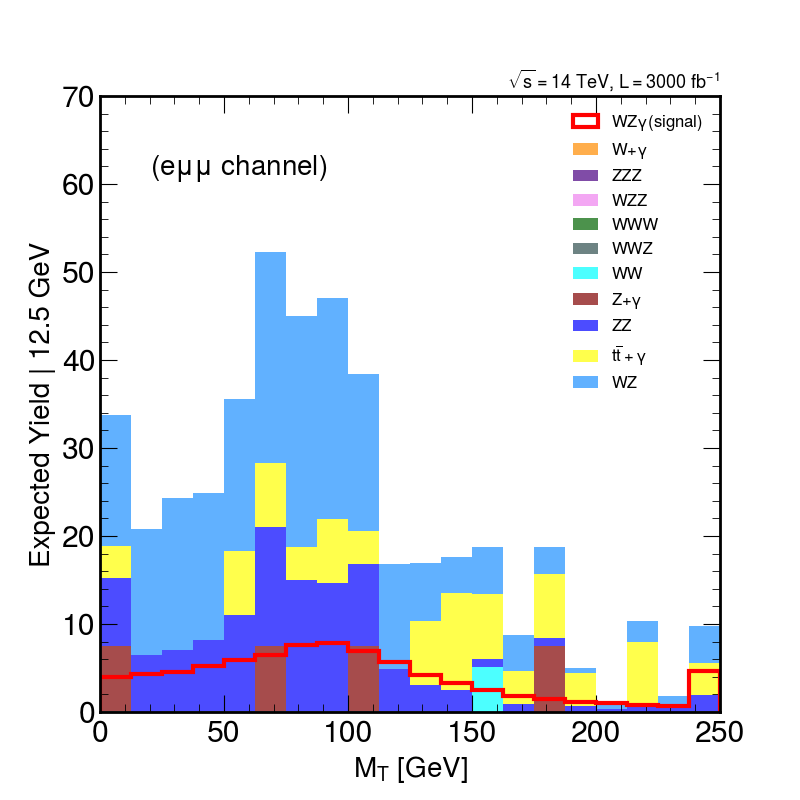 √s = 14 TeV, L = 3000 fb⁻¹
70
60
50
40
30
20
10
0
Expected Yield | 12.5 GeV
(eμμ channel)
WZγ(signal)
W+γ
ZZZ
WZZ
WWW
WWZ
WW
Z+γ
ZZ
tt̄ + γ
WZ
0 50 100 150 200 250
M_T [GeV]